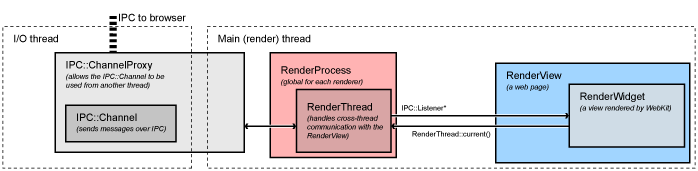 IPC to browser
I/O thread
Main (render) thread
IPC::ChannelProxy
(allows the IPC::Channel to be
used from another thread)
IPC::Channel
(sends messages over IPC)
RenderProcess
(global for each renderer)
RenderThread
(handles cross-thread
communication with the
RenderView)
IPC::Listener*
RenderThread::current()
RenderView
(a web page)
RenderWidget
(a view rendered by WebKit)